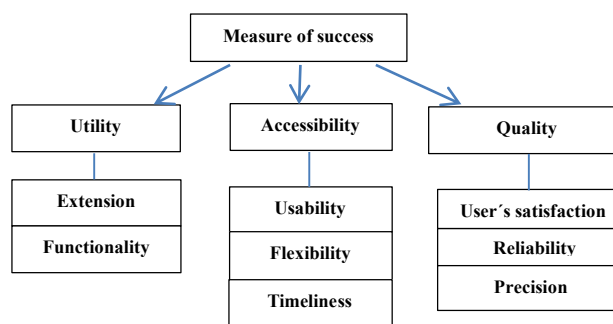 Measure of success
Utility
Accessibility
Quality
Extension
Functionality
Usability
Flexibility
Timeliness
User´s satisfaction
Reliability
Precision